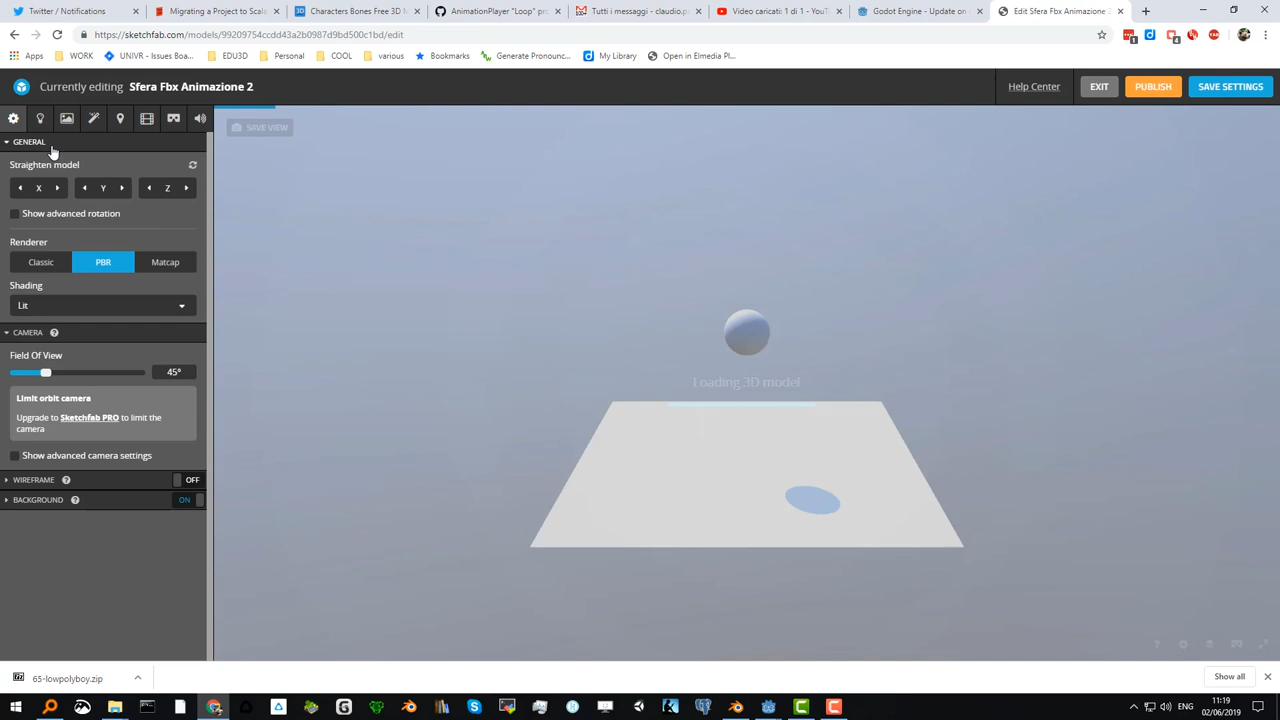 Twitter / Notifications
Migrating a Project to Scala
Characters Bones Free 3D M
AnimationPlayer "Loop" pro
Tutti i messaggi - claudio.p
Video caricati: 1 di 1 - YouT
Godot Engine - Update on
Edit Sfera Fbx Animazione 2
https://sketchfab.com/models/99209754ccdd43a2b0987d9d500c1bd/edit
Apps
WORK
UNIVR - Issues Boa...
EDU3D
Personal
COOL
various
Bookmarks
Generate Pronounc...
My Library
Open in Elmedia Pl...
Currently editing Sfera Fbx Animazione 2
Help Center
EXIT
PUBLISH
SAVE SETTINGS
SAVE VIEW
GENERAL
Straighten model
X
Y
Z
Show advanced rotation
Renderer
Classic
PBR
Matcap
Shading
Lit
CAMERA
Field Of View
45°
Limit orbit camera
Upgrade to Sketchfab PRO to limit the
camera
Show advanced camera settings
WIREFRAME
OFF
BACKGROUND
ON
Loading 3D model
65-lowpolyboy.zip
Show all
ENG
11:19
02/06/2019